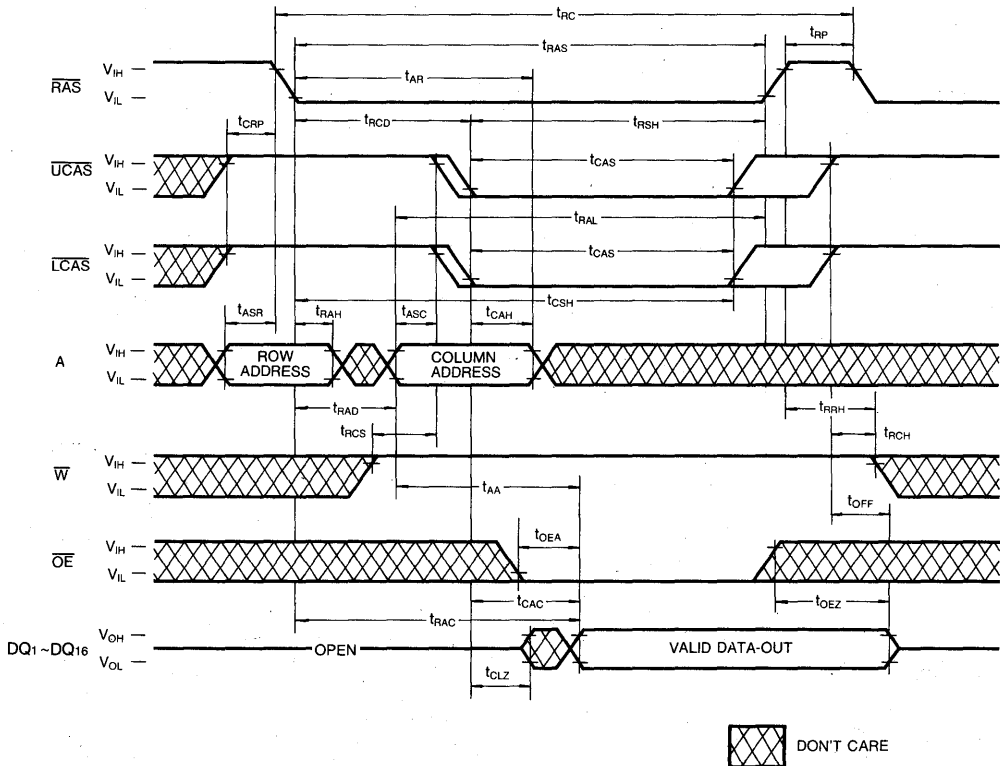 tRC
tRAS
tRP
tAR
RAS
VIH
VIL
tCRP
tRCD
tRSH
UCAS
VIH
VIL
tCAS
tRAL
LCAS
VIH
VIL
tCAS
tCSH
tASR
tRAH
tASC
tCAH
A
VIH
VIL
ROW
ADDRESS
COLUMN
ADDRESS
tRAD
tRRH
tRCS
tRCH
W
VIH
VIL
tAA
tOFF
tOEA
OE
VIH
VIL
tCAC
tOEZ
tRAC
DQ1~DQ16
VOH
VOL
OPEN
VALID DATA-OUT
tCLZ
DON'T CARE